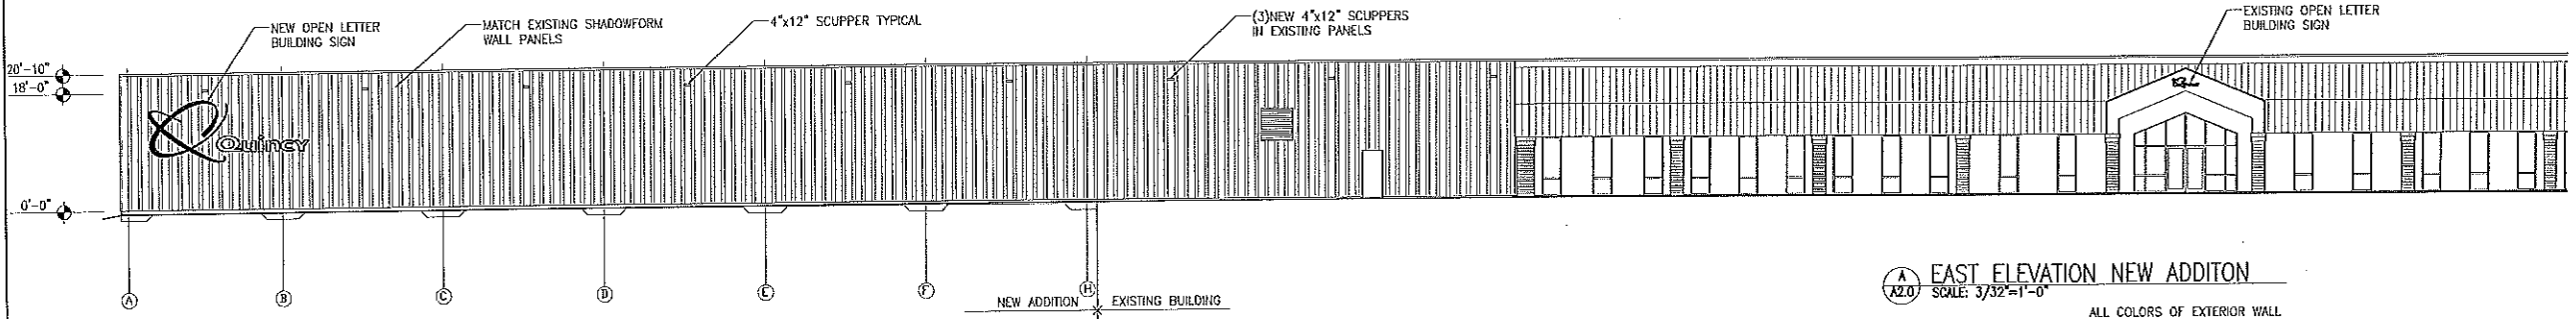 NEW OPEN LETTER
BUILDING SIGN
MATCH EXISTING SHADOWFORM
WALL PANELS
4"x12" SCUPPER TYPICAL
(3)NEW 4"x12" SCUPPERS
IN EXISTING PANELS
EXISTING OPEN LETTER
BUILDING SIGN
20'-10"
18'-0"
0'-0"
Quincy
A
B
C
D
E
F
H
NEW ADDITION
EXISTING BUILDING
A
A2.0
EAST ELEVATION NEW ADDITON
SCALE: 3/32"=1'-0"
ALL COLORS OF EXTERIOR WALL